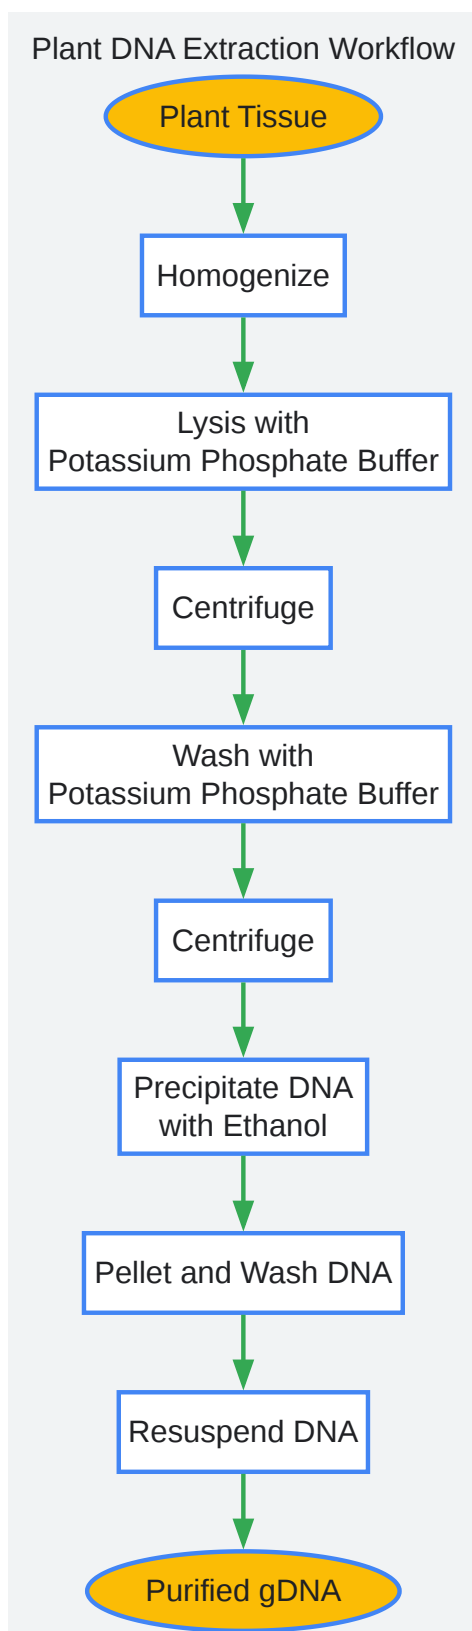 Plant DNA Extraction Workflow
Plant Tissue
Homogenize
Lysis with
Potassium Phosphate Buffer
Centrifuge
Wash with
Potassium Phosphate Buffer
Centrifuge
Precipitate DNA
with Ethanol
Pellet and Wash DNA
Resuspend DNA
Purified gDNA